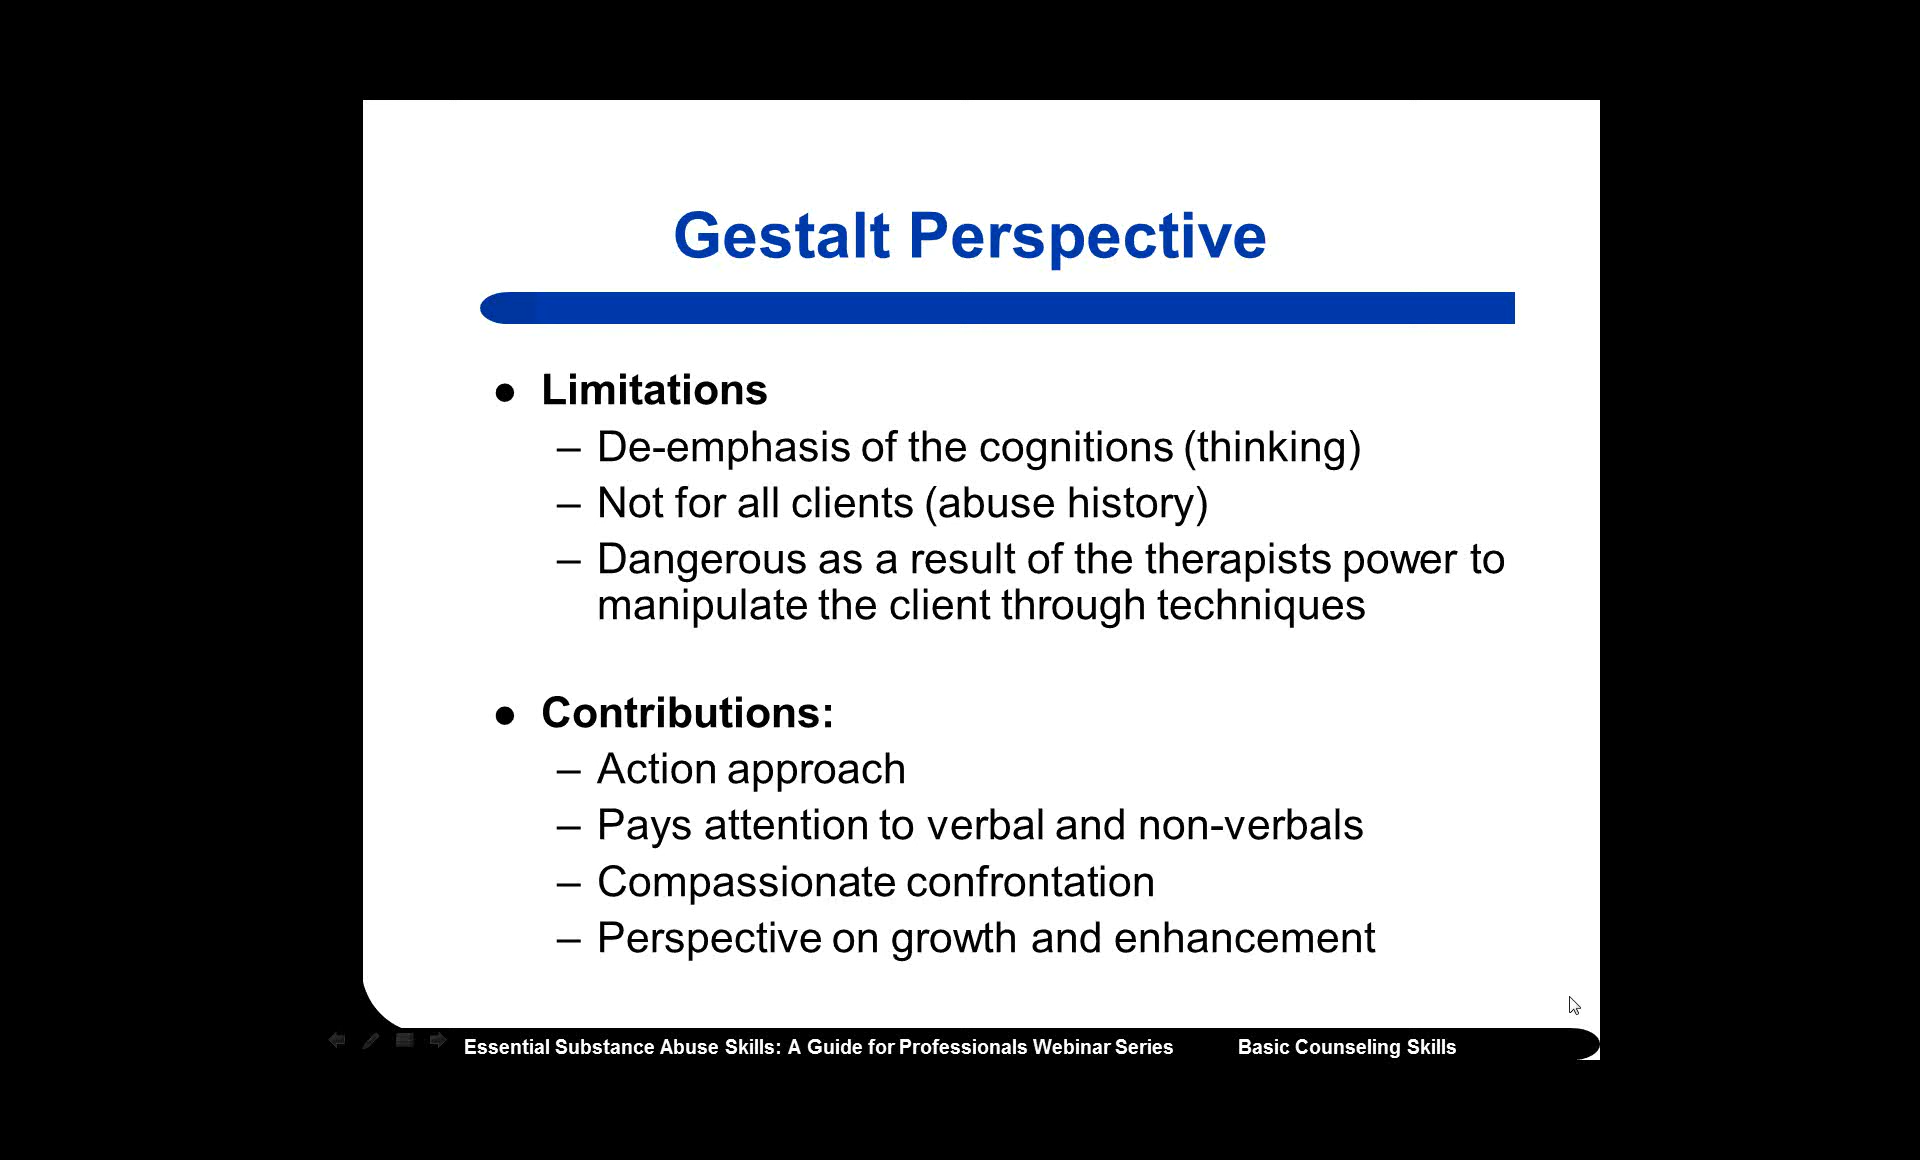 Gestalt Perspective
● Limitations
– De-emphasis of the cognitions (thinking)
– Not for all clients (abuse history)
– Dangerous as a result of the therapists power to
manipulate the client through techniques
● Contributions:
– Action approach
– Pays attention to verbal and non-verbals
– Compassionate confrontation
– Perspective on growth and enhancement
Essential Substance Abuse Skills: A Guide for Professionals Webinar Series Basic Counseling Skills